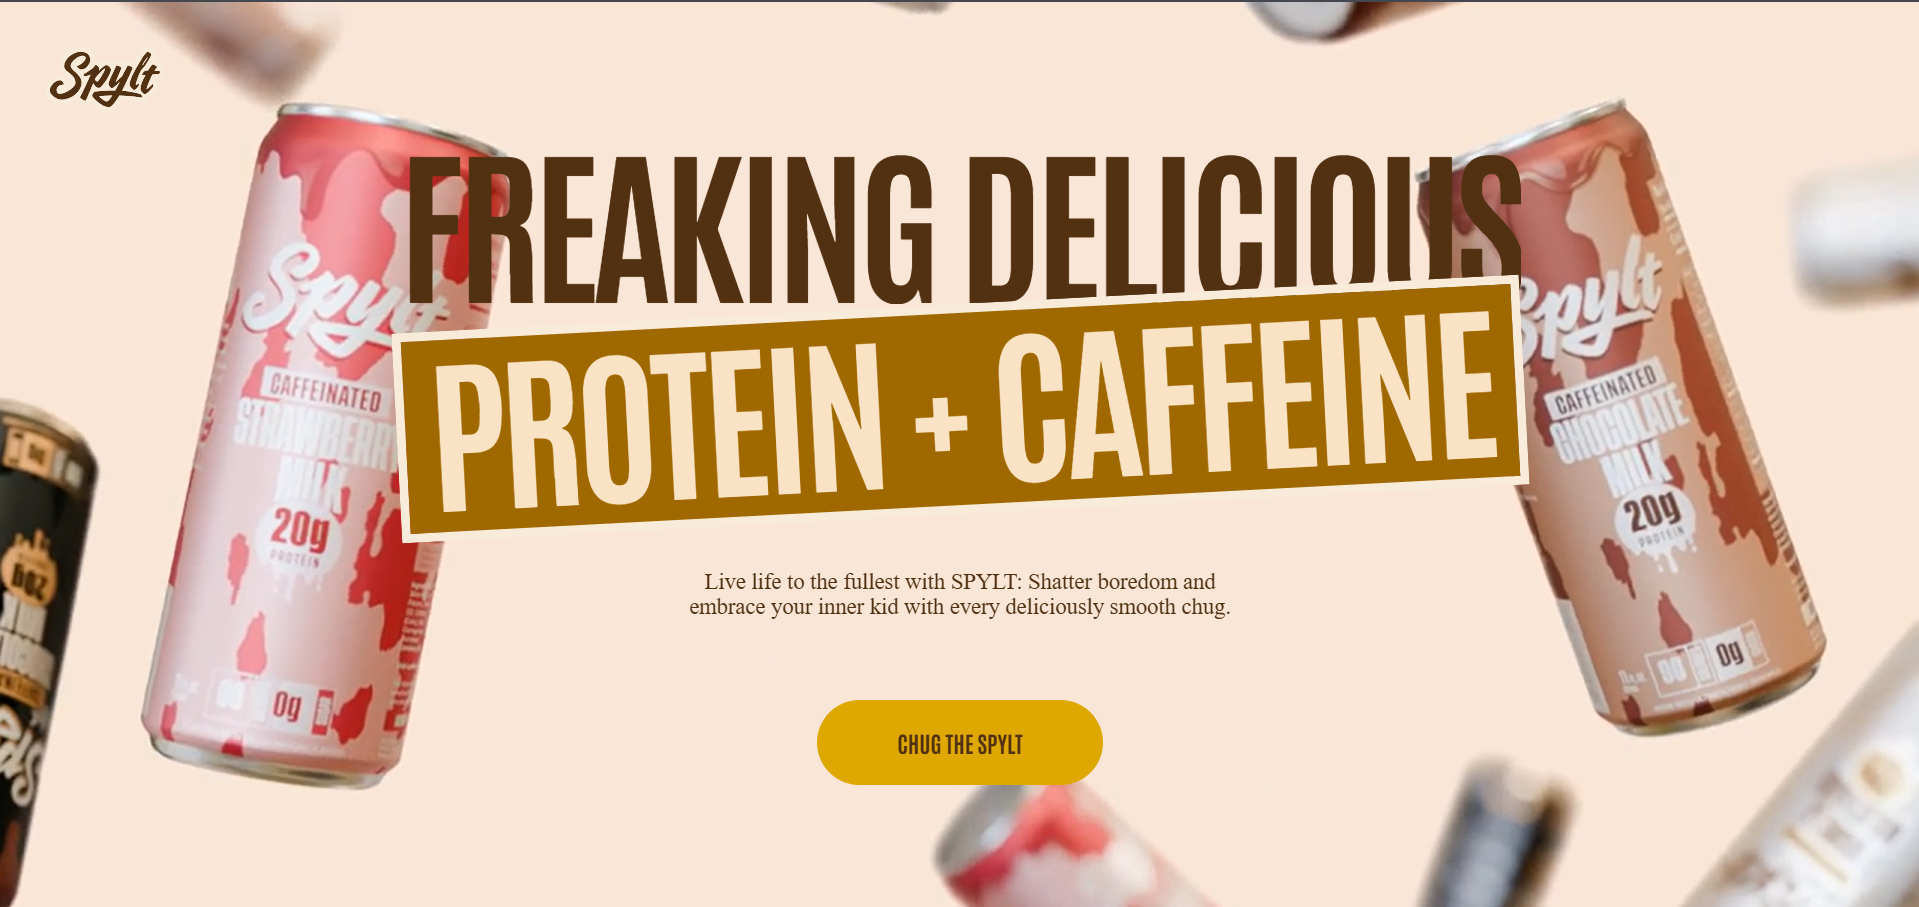 Spylt
FREAKING DELICIOUS
PROTEIN + CAFFEINE
Live life to the fullest with SPYLT: Shatter boredom and
embrace your inner kid with every deliciously smooth chug.
CHUG THE SPYLT
Spylt
CAFFEINATED
STRAWBERRY
MILK
20g
PROTEIN
0g
Spylt
CAFFEINATED
CHOCOLATE
MILK
20g
PROTEIN
90
0g